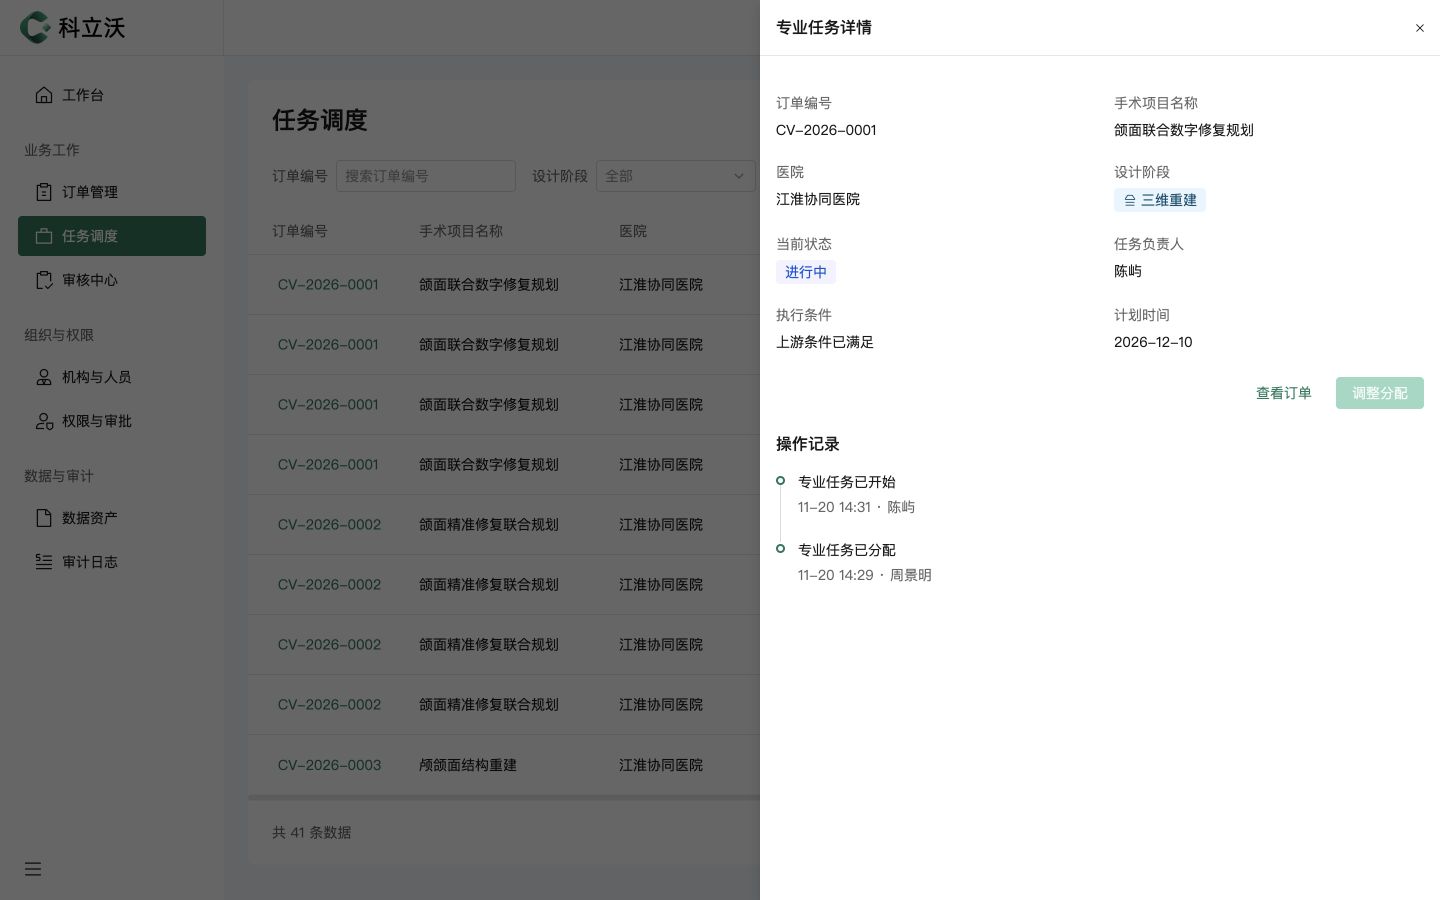 科立沃
工作台
业务工作
订单管理
任务调度
审核中心
组织与权限
机构与人员
权限与审批
数据与审计
数据资产
审计日志
任务调度
订单编号 搜索订单编号 设计阶段 全部
订单编号 手术项目名称 医院
CV-2026-0001 颌面联合数字修复规划 江淮协同医院
CV-2026-0001 颌面联合数字修复规划 江淮协同医院
CV-2026-0001 颌面联合数字修复规划 江淮协同医院
CV-2026-0001 颌面联合数字修复规划 江淮协同医院
CV-2026-0002 颌面精准修复联合规划 江淮协同医院
CV-2026-0002 颌面精准修复联合规划 江淮协同医院
CV-2026-0002 颌面精准修复联合规划 江淮协同医院
CV-2026-0002 颌面精准修复联合规划 江淮协同医院
CV-2026-0003 颅颌面结构重建 江淮协同医院
共 41 条数据
专业任务详情
订单编号 手术项目名称
CV-2026-0001 颌面联合数字修复规划
医院 设计阶段
江淮协同医院 三维重建
当前状态 任务负责人
进行中 陈屿
执行条件 计划时间
上游条件已满足 2026-12-10
查看订单 调整分配
操作记录
专业任务已开始
11-20 14:31 · 陈屿
专业任务已分配
11-20 14:29 · 周景明